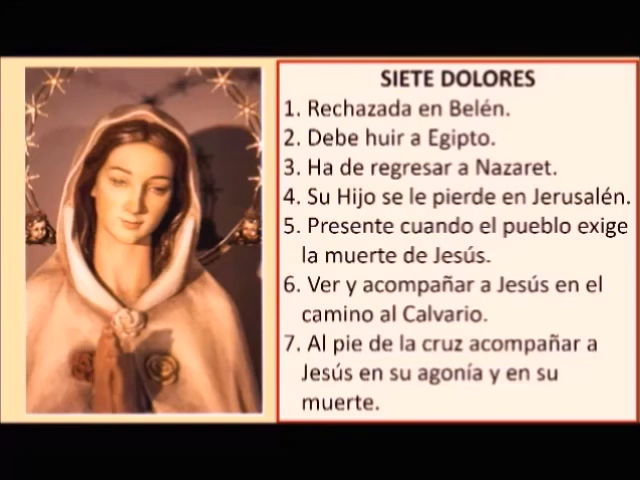 SIETE DOLORES
1. Rechazada en Belén.
2. Debe huir a Egipto.
3. Ha de regresar a Nazaret.
4. Su Hijo se le pierde en Jerusalén.
5. Presente cuando el pueblo exige
la muerte de Jesús.
6. Ver y acompañar a Jesús en el
camino al Calvario.
7. Al pie de la cruz acompañar a
Jesús en su agonía y en su
muerte.